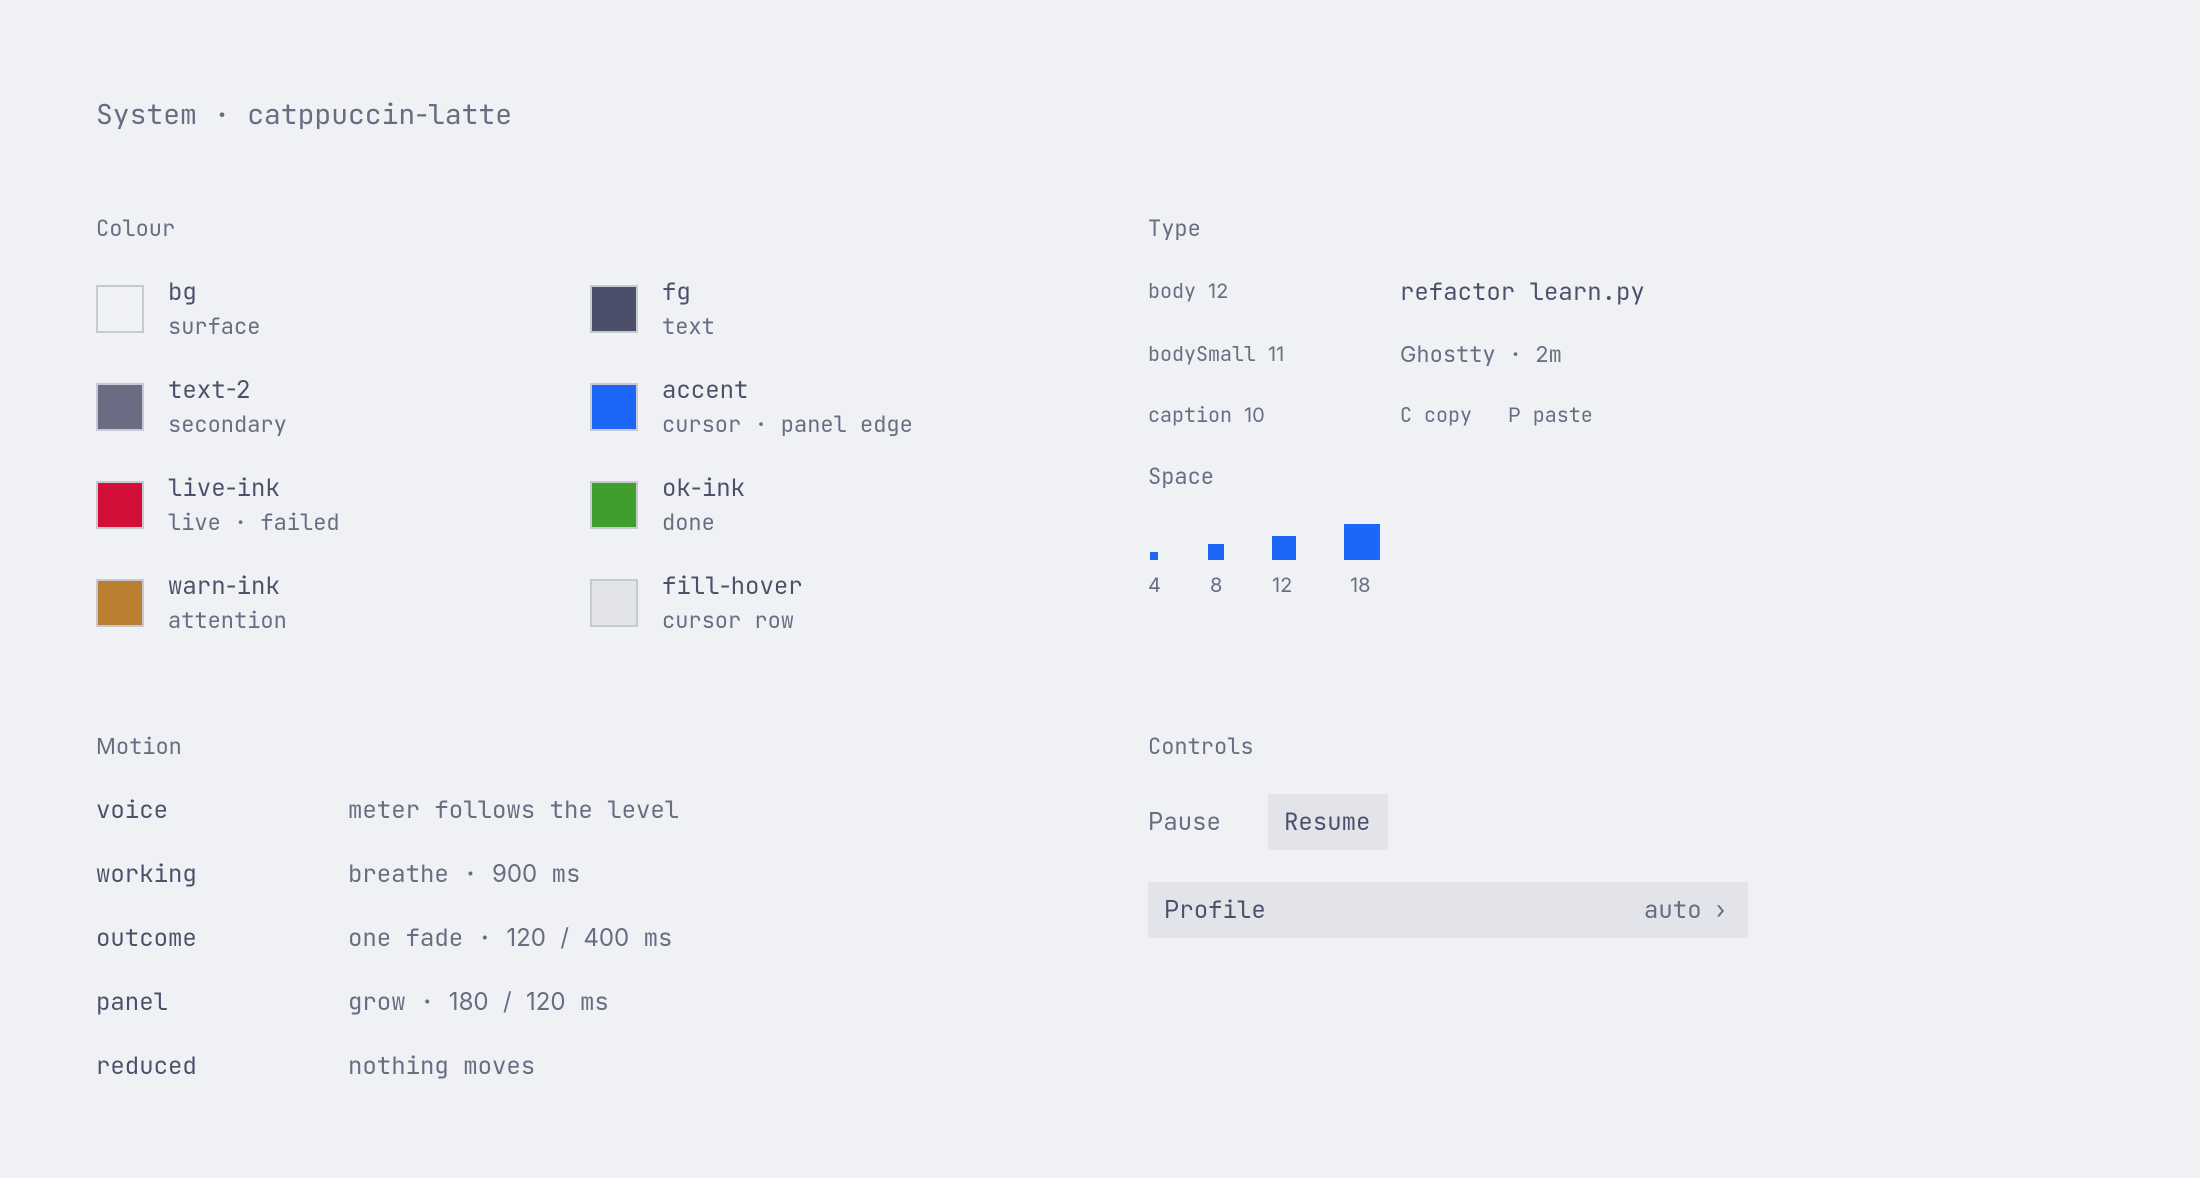 System · catppuccin-latte
Colour
bg
surface
fg
text
text-2
secondary
accent
cursor · panel edge
live-ink
live · failed
ok-ink
done
warn-ink
attention
fill-hover
cursor row
Type
body 12
refactor learn.py
bodySmall 11
Ghostty · 2m
caption 10
C copy   P paste
Space
4 8 12 18
Motion
voice
meter follows the level
working
breathe · 900 ms
outcome
one fade · 120 / 400 ms
panel
grow · 180 / 120 ms
reduced
nothing moves
Controls
Pause Resume
Profile auto ›